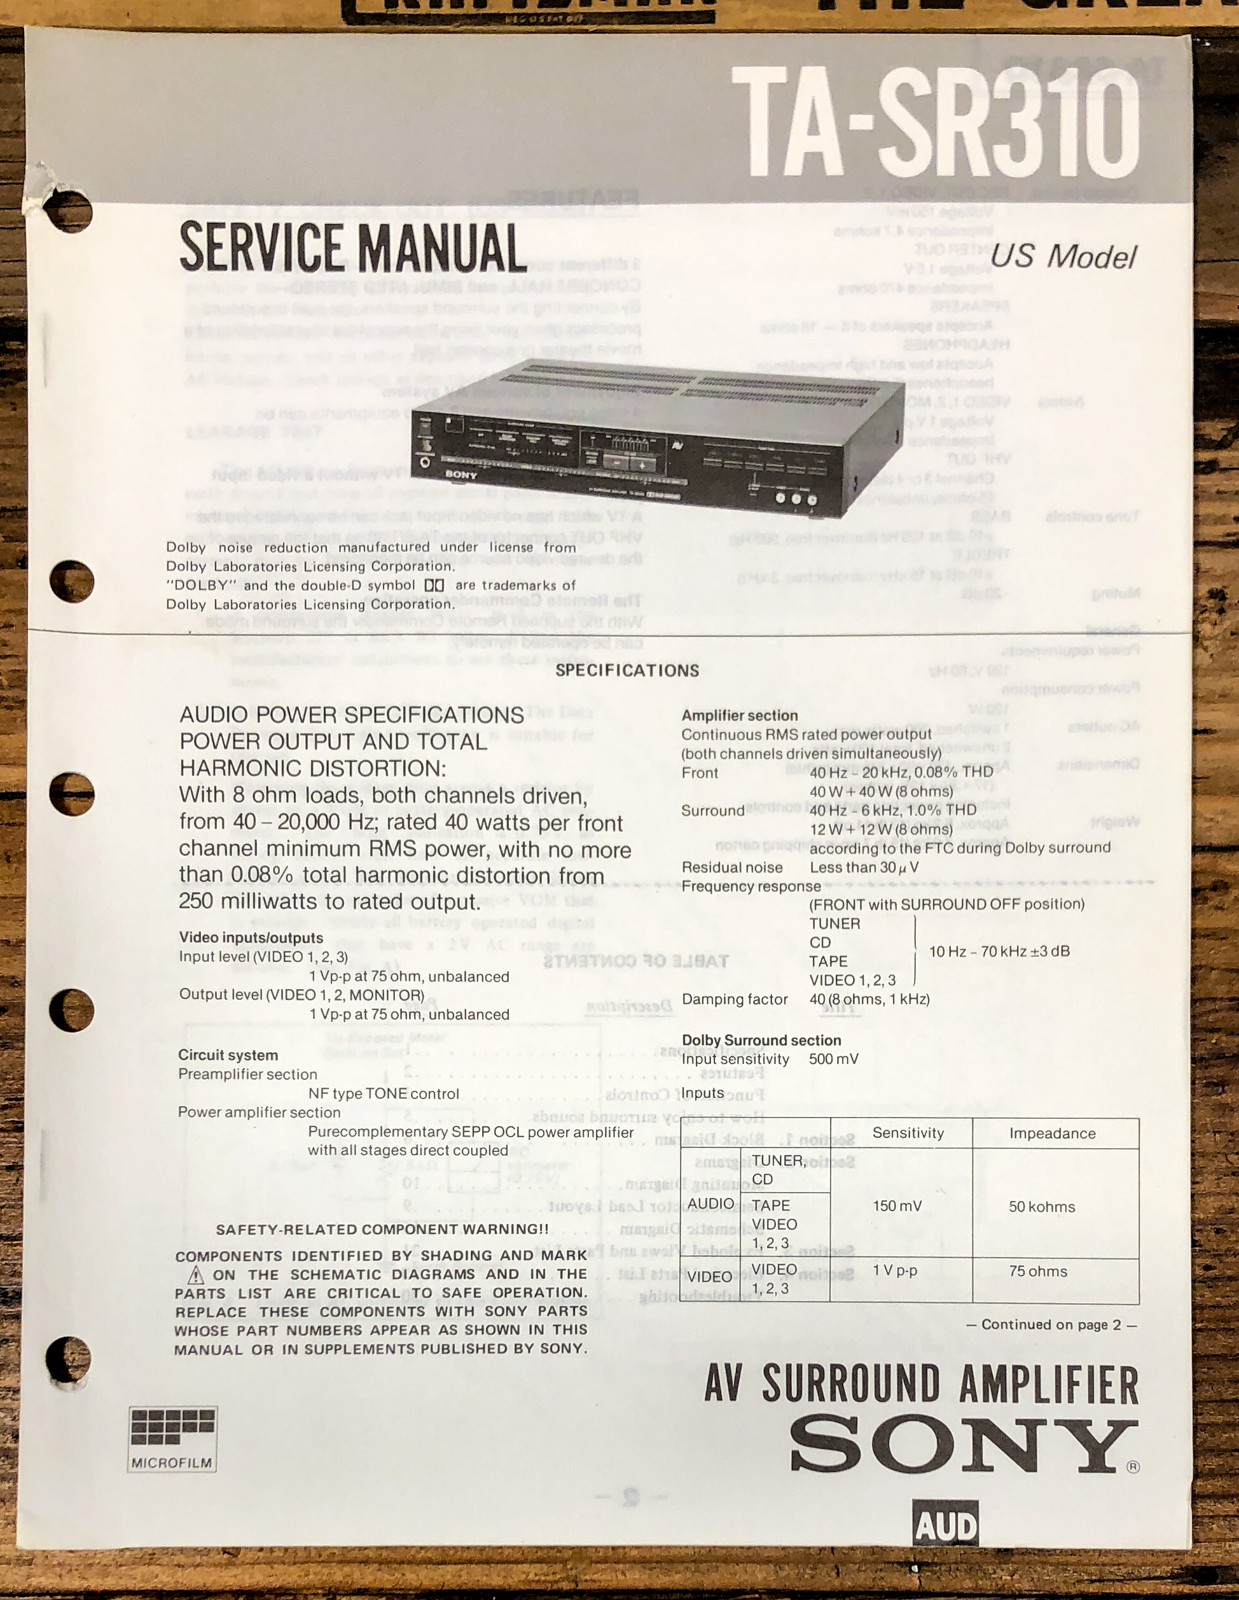 TA-SR310
SERVICE MANUAL
US Model
SONY
Dolby noise reduction manufactured under license from
Dolby Laboratories Licensing Corporation.
"DOLBY" and the double-D symbol are trademarks of
Dolby Laboratories Licensing Corporation.
SPECIFICATIONS
AUDIO POWER SPECIFICATIONS
POWER OUTPUT AND TOTAL
HARMONIC DISTORTION:
With 8 ohm loads, both channels driven,
from 40 – 20,000 Hz; rated 40 watts per front
channel minimum RMS power, with no more
than 0.08% total harmonic distortion from
250 milliwatts to rated output.
Video inputs/outputs
Input level (VIDEO 1, 2, 3)
1 Vp-p at 75 ohm, unbalanced
Output level (VIDEO 1, 2, MONITOR)
1 Vp-p at 75 ohm, unbalanced
Circuit system
Preamplifier section
NF type TONE control
Power amplifier section
Purecomplementary SEPP OCL power amplifier
with all stages direct coupled
SAFETY-RELATED COMPONENT WARNING!!
COMPONENTS IDENTIFIED BY SHADING AND MARK
⚠ ON THE SCHEMATIC DIAGRAMS AND IN THE
PARTS LIST ARE CRITICAL TO SAFE OPERATION.
REPLACE THESE COMPONENTS WITH SONY PARTS
WHOSE PART NUMBERS APPEAR AS SHOWN IN THIS
MANUAL OR IN SUPPLEMENTS PUBLISHED BY SONY.
MICROFILM
Amplifier section
Continuous RMS rated power output
(both channels driven simultaneously)
Front 40 Hz – 20 kHz, 0.08% THD
40 W + 40 W (8 ohms)
Surround 40 Hz – 6 kHz, 1.0% THD
12 W + 12 W (8 ohms)
according to the FTC during Dolby surround
Residual noise Less than 30 μV
Frequency response
(FRONT with SURROUND OFF position)
TUNER
CD
TAPE
VIDEO 1, 2, 3
10 Hz – 70 kHz ±3 dB
Damping factor 40 (8 ohms, 1 kHz)
Dolby Surround section
Input sensitivity 500 mV
Inputs
Sensitivity Impeadance
AUDIO
TUNER,
CD
TAPE
VIDEO
1, 2, 3
150 mV 50 kohms
VIDEO
VIDEO
1, 2, 3
1 V p-p 75 ohms
— Continued on page 2 —
AV SURROUND AMPLIFIER
SONY®
AUD